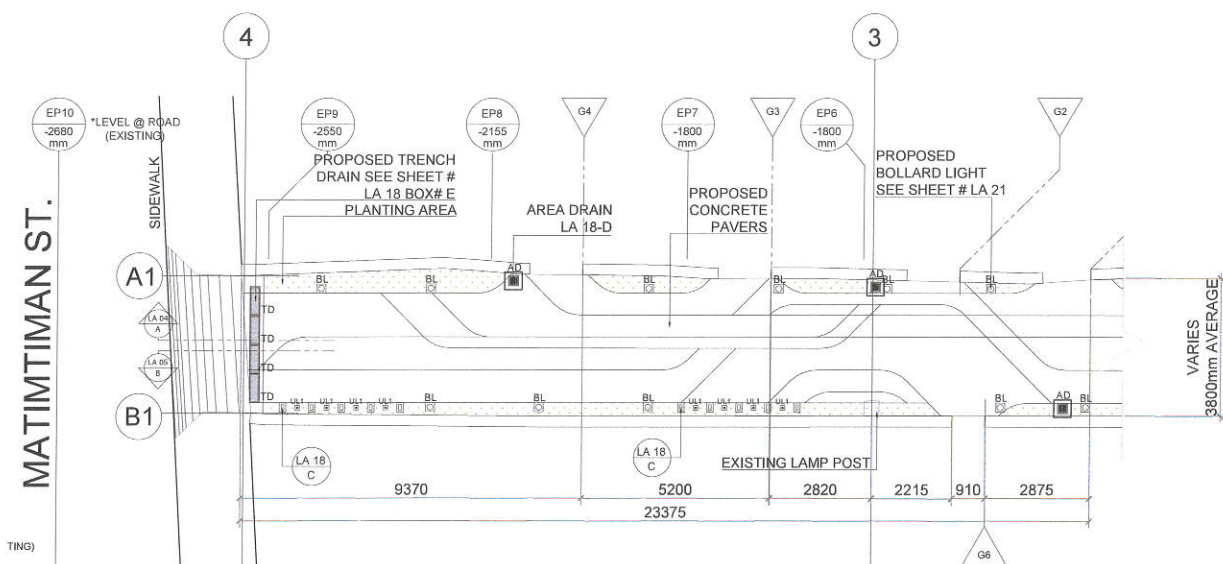 4
3
EP10
-2680
mm
*LEVEL @ ROAD
(EXISTING)
EP9
-2550
mm
EP8
-2155
mm
G4
EP7
-1800
mm
G3
EP6
-1800
mm
G2
SIDEWALK
MATIMTIMAN ST.
PROPOSED TRENCH
DRAIN SEE SHEET #
LA 18 BOX# E
PLANTING AREA
AREA DRAIN
LA 18-D
PROPOSED
CONCRETE
PAVERS
PROPOSED
BOLLARD LIGHT
SEE SHEET # LA 21
A1
BL
BL
AD
BL
BL
AD
BL
BL
TD
TD
TD
TD
LA 04
A
LA 05
B
B1
UL1
UL1
UL1
UL1
BL
BL
BL
UL1
UL1
UL1
UL1
BL
AD
BL
VARIES
3800mm AVERAGE
LA 18
C
LA 18
C
EXISTING LAMP POST
9370
5200
2820
2215
910
2875
23375
G6
TING)